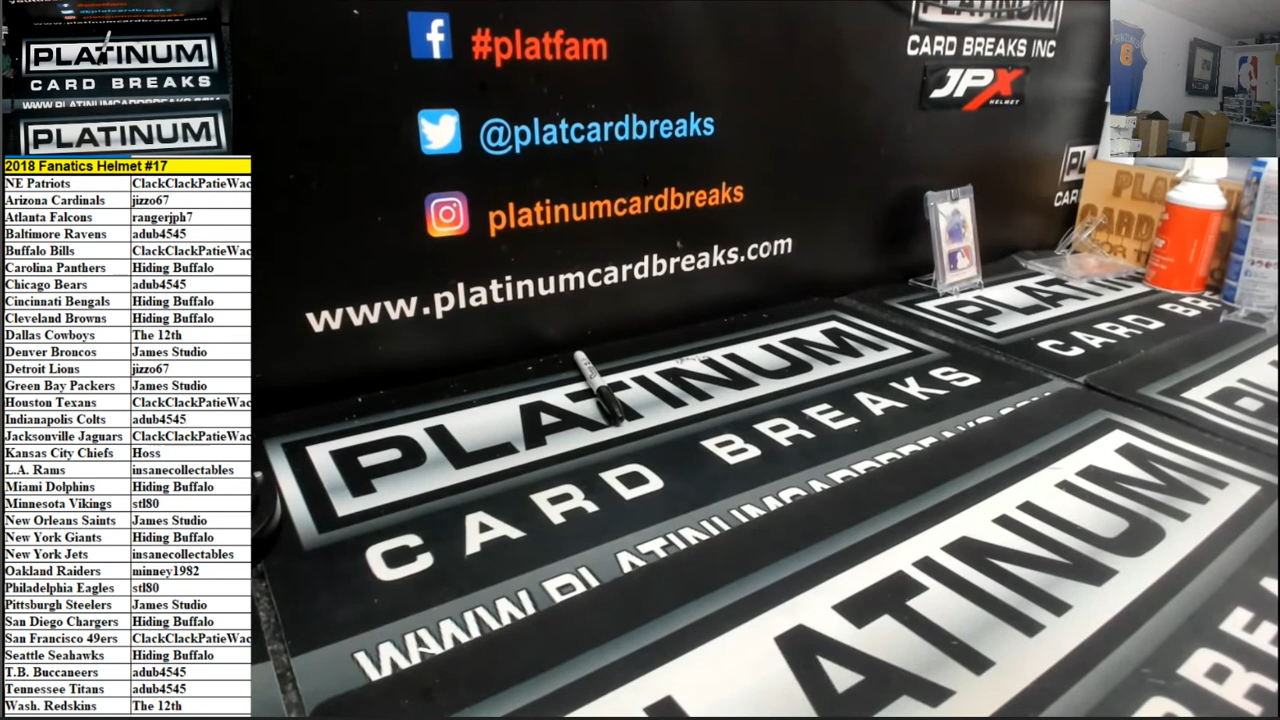 PLATINUM
CARD BREAKS
WWW.PLATINUMCARDBREAKS.COM
PLATINUM
2018 Fanatics Helmet #17
NE Patriots ClackClackPatieWac
Arizona Cardinals jizzo67
Atlanta Falcons rangerjph7
Baltimore Ravens adub4545
Buffalo Bills ClackClackPatieWac
Carolina Panthers Hiding Buffalo
Chicago Bears adub4545
Cincinnati Bengals Hiding Buffalo
Cleveland Browns Hiding Buffalo
Dallas Cowboys The 12th
Denver Broncos James Studio
Detroit Lions jizzo67
Green Bay Packers James Studio
Houston Texans ClackClackPatieWac
Indianapolis Colts adub4545
Jacksonville Jaguars ClackClackPatieWac
Kansas City Chiefs Hoss
L.A. Rams insanecollectables
Miami Dolphins Hiding Buffalo
Minnesota Vikings stl80
New Orleans Saints James Studio
New York Giants Hiding Buffalo
New York Jets insanecollectables
Oakland Raiders minney1982
Philadelphia Eagles stl80
Pittsburgh Steelers James Studio
San Diego Chargers Hiding Buffalo
San Francisco 49ers ClackClackPatieWac
Seattle Seahawks Hiding Buffalo
T.B. Buccaneers adub4545
Tennessee Titans adub4545
Wash. Redskins The 12th
#platfam
@platcardbreaks
platinumcardbreaks
www.platinumcardbreaks.com
PLATINUM
CARD BREAKS INC
JPX
HELMET
PLATINUM
CARD BREAKS
WWW.PLATINUMCARDBREAKS.COM
PLATINUM
PLATINUM
CARD BR
6